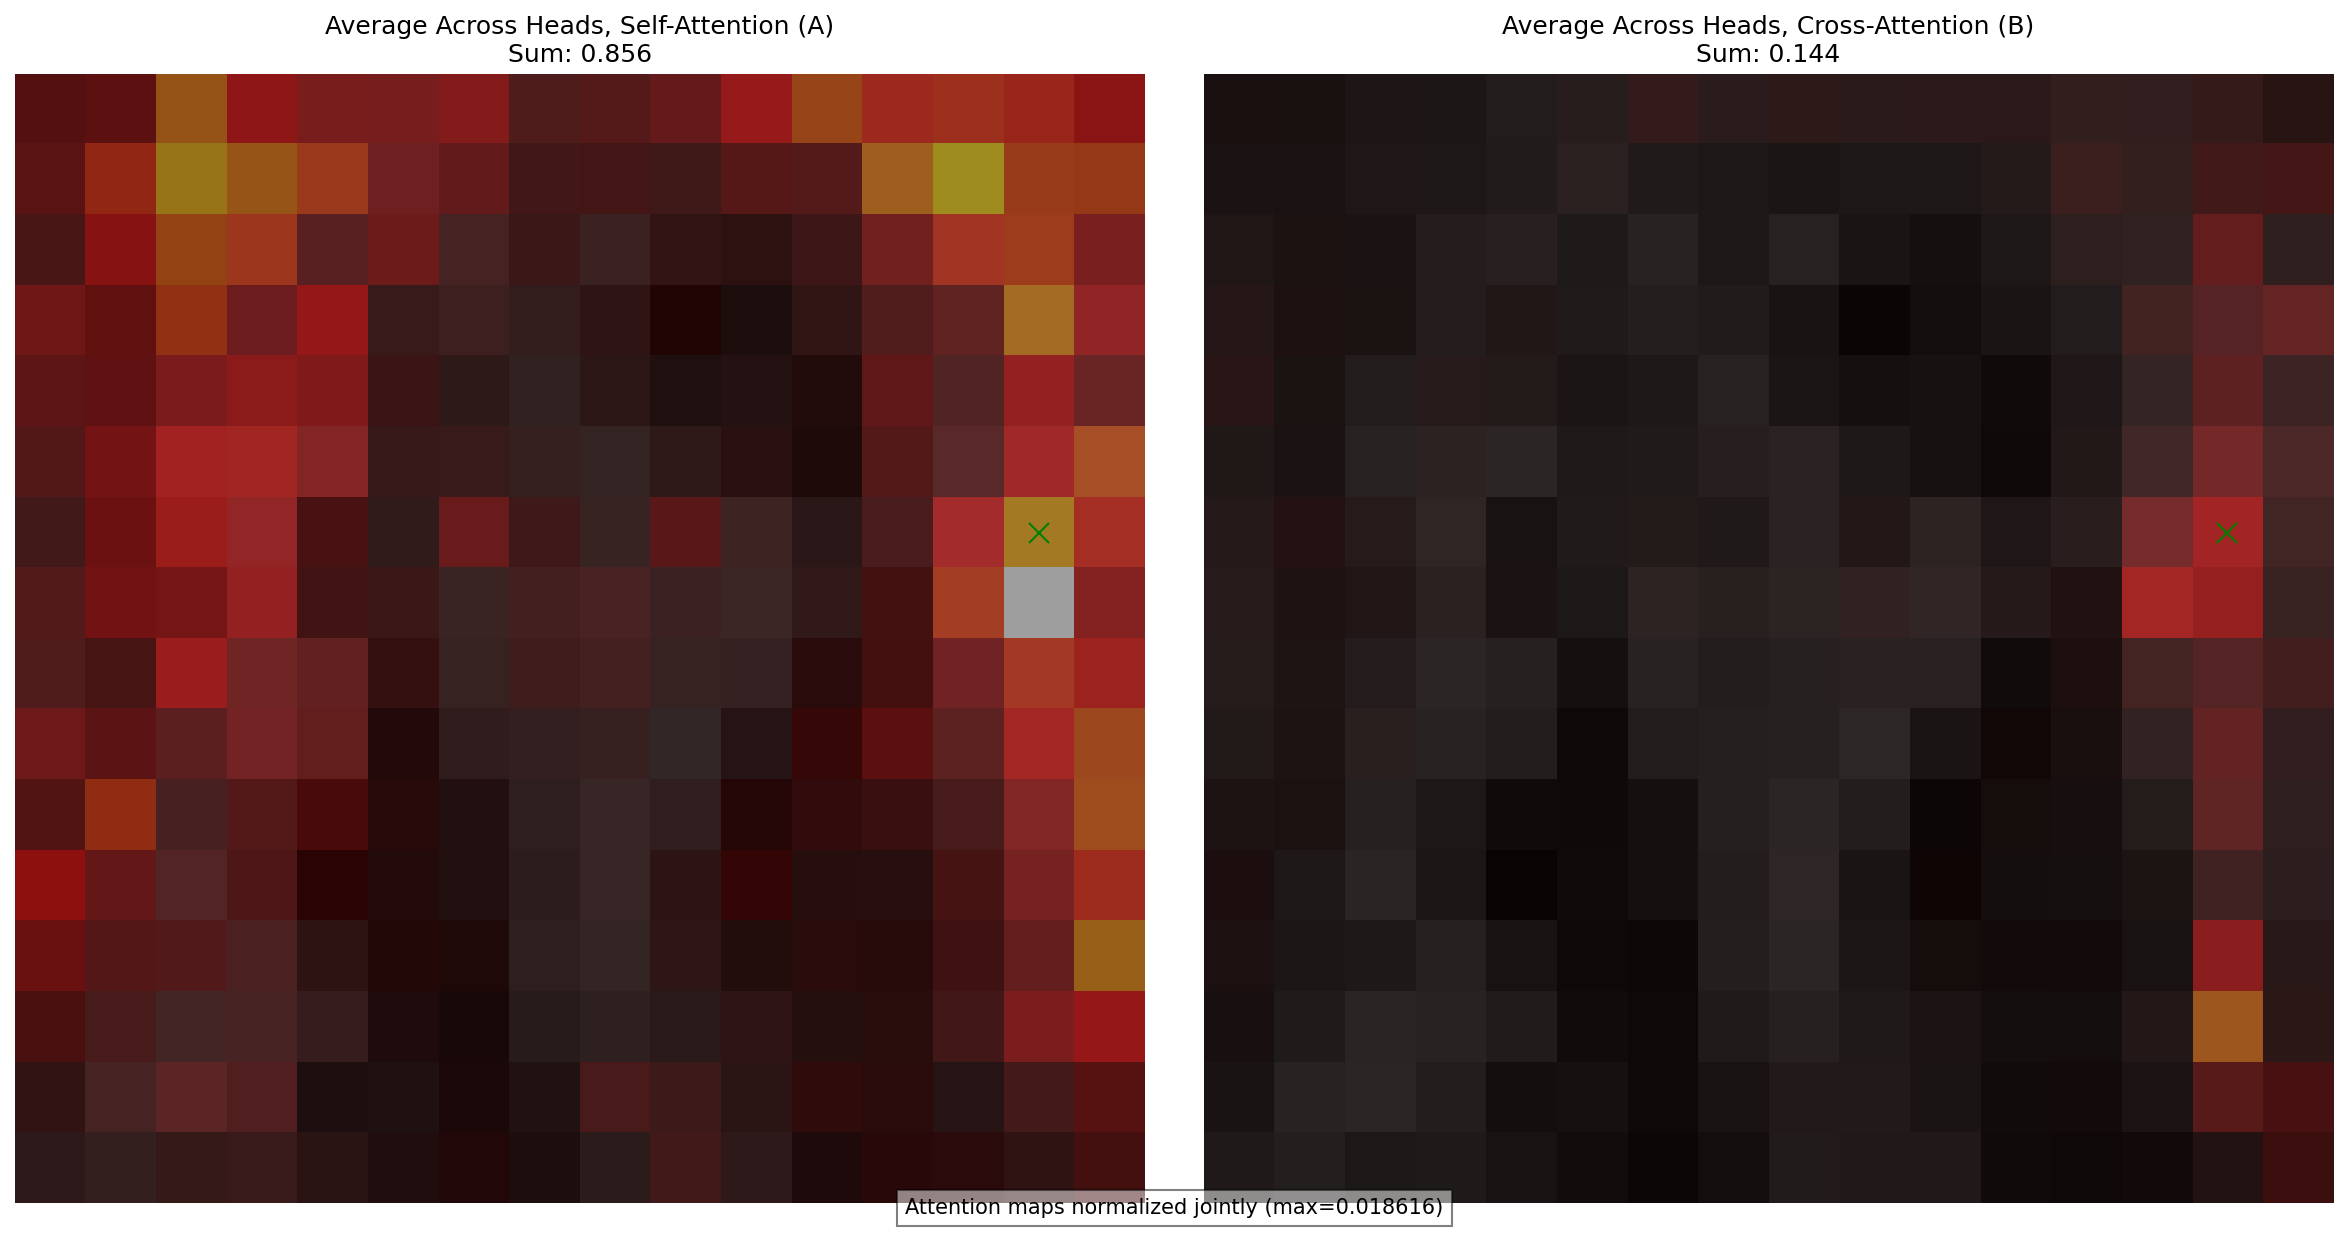 Average Across Heads, Self-Attention (A)
Sum: 0.856
Average Across Heads, Cross-Attention (B)
Sum: 0.144
Attention maps normalized jointly (max=0.018616)